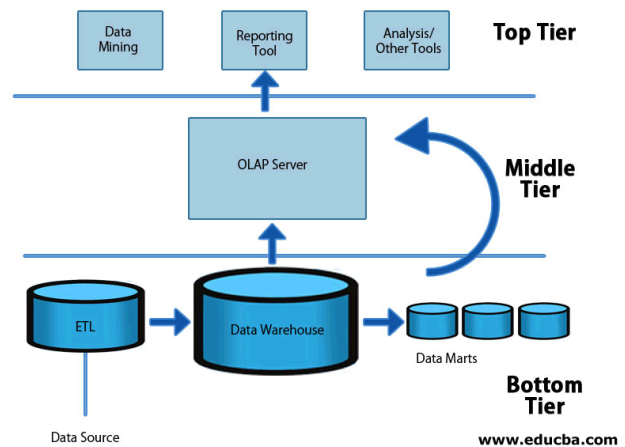 Data
Mining
Reporting
Tool
Analysis/
Other Tools
Top Tier
OLAP Server
Middle
Tier
ETL
Data Warehouse
Data Marts
Bottom
Tier
Data Source
www.educba.com